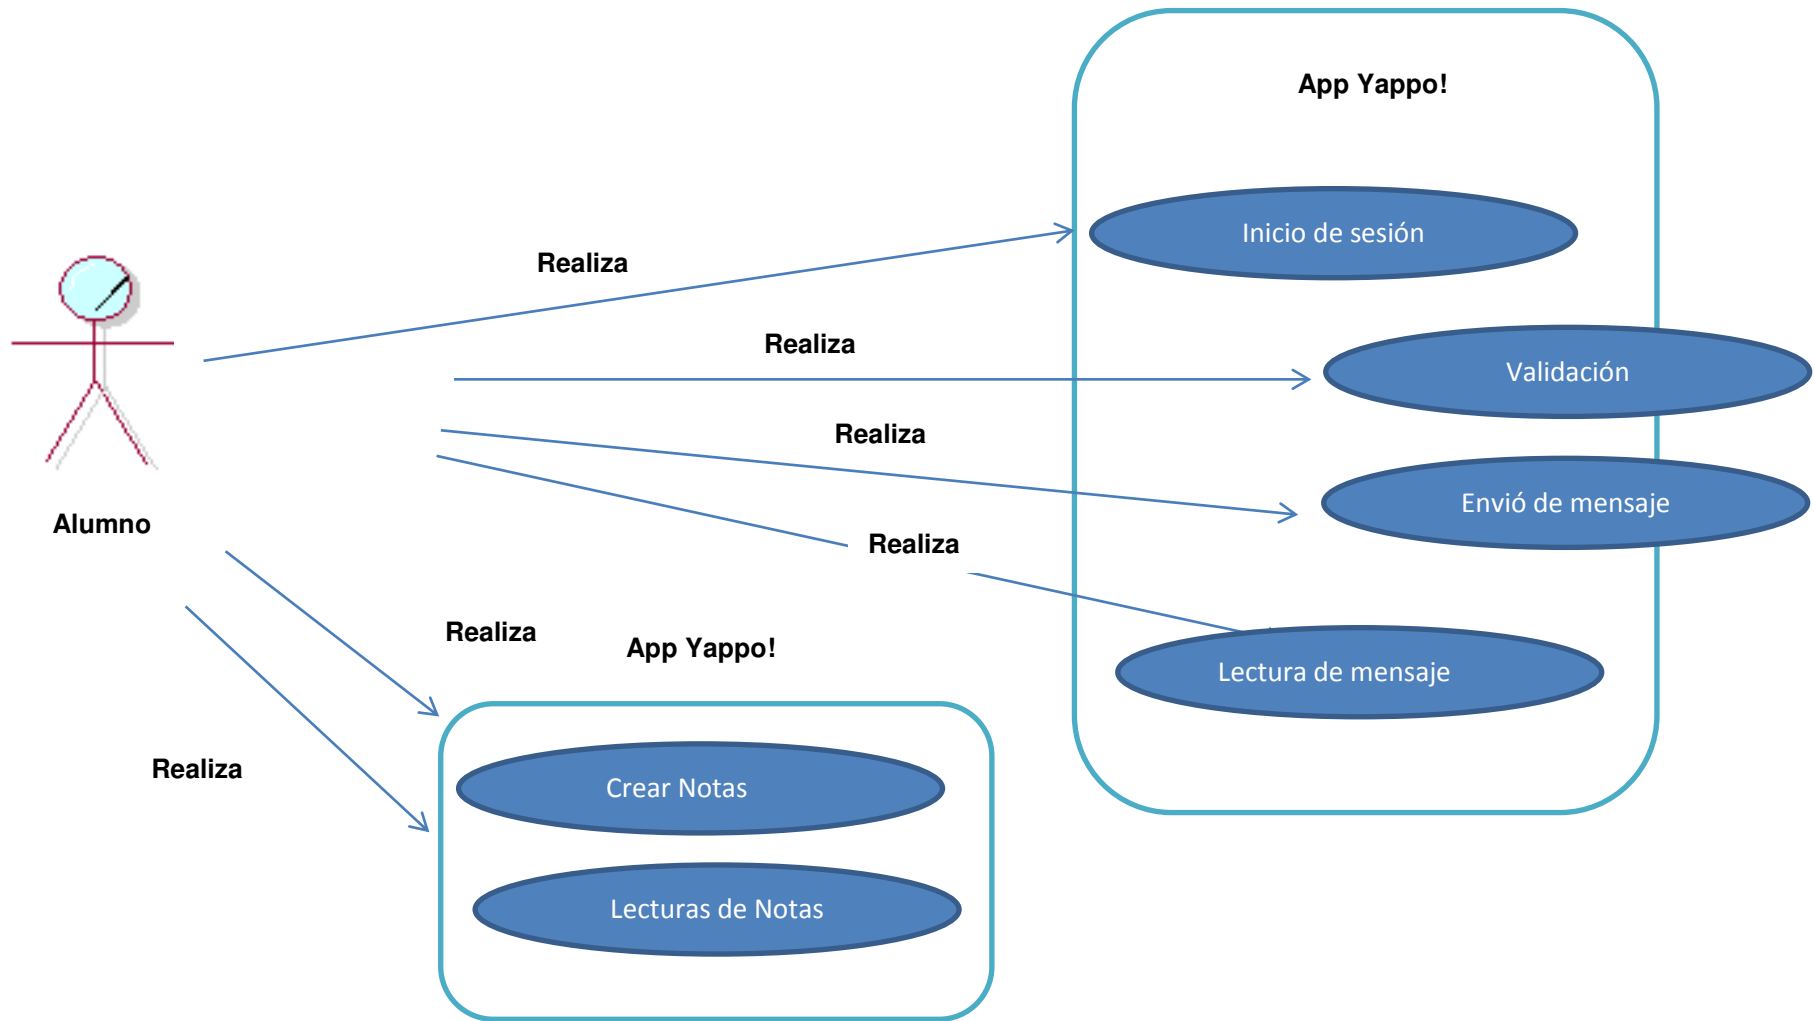 App Yappo!
Inicio de sesión
Realiza
Realiza
Validación
Realiza
Envió de mensaje
Alumno
Realiza
Realiza
App Yappo!
Lectura de mensaje
Realiza
Crear Notas
Lecturas de Notas